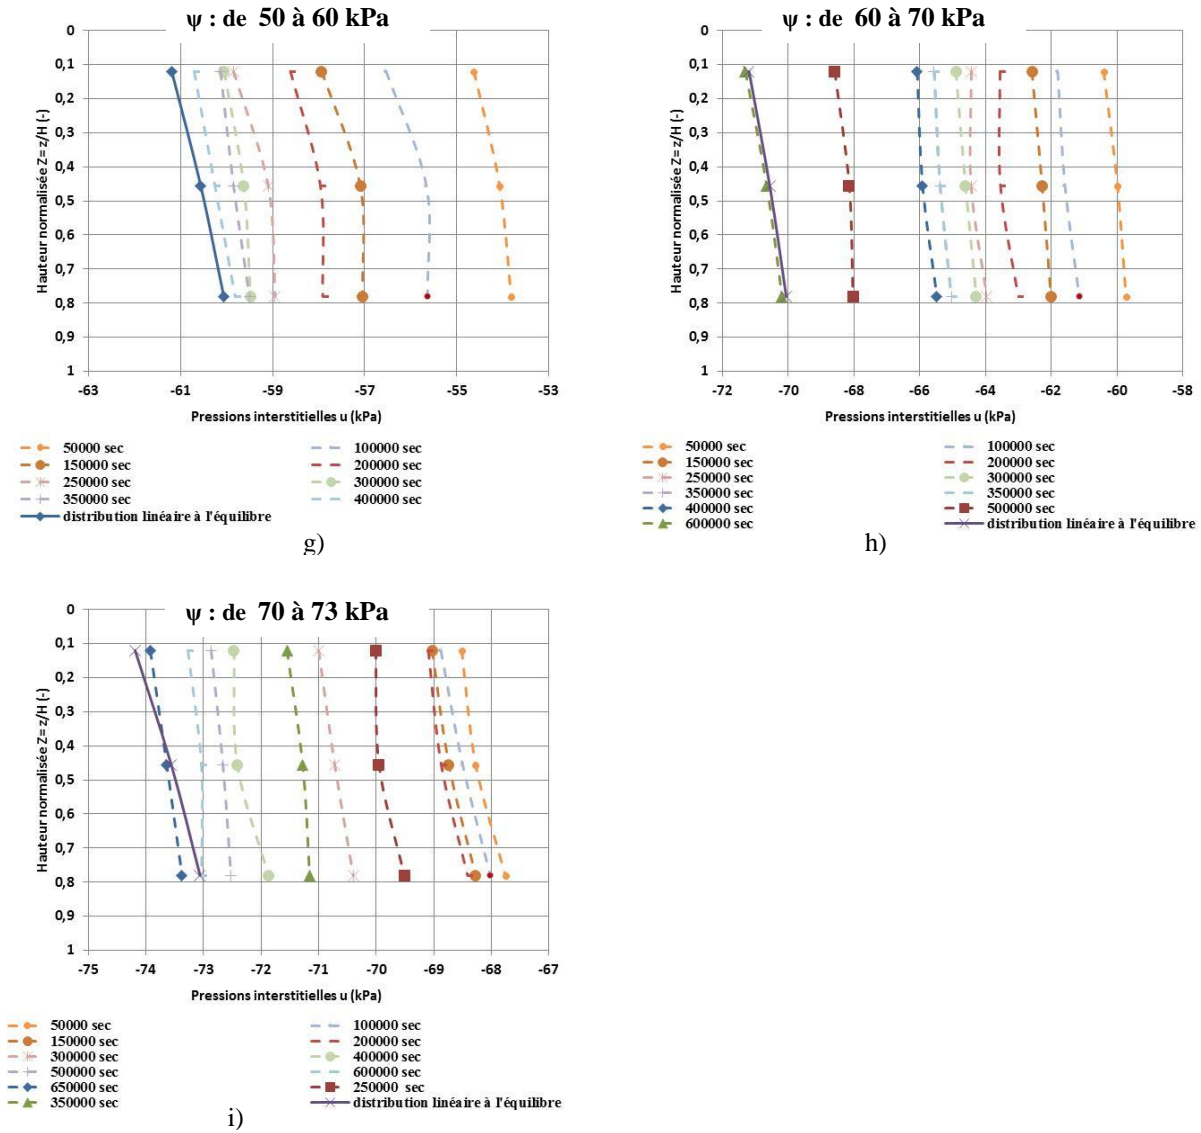 ψ : de 50 à 60 kPa
0
0,1
0,2
0,3
0,4
0,5
0,6
0,7
0,8
0,9
1
Hauteur normalisée Z= z/H (-)
-63 -61 -59 -57 -55 -53
Pressions interstitielles u (kPa)
50000 sec 100000 sec
150000 sec 200000 sec
250000 sec 300000 sec
350000 sec 400000 sec
distribution linéaire à l'équilibre
g)
ψ : de 60 à 70 kPa
0
0,1
0,2
0,3
0,4
0,5
0,6
0,7
0,8
0,9
1
Hauteur normalisée Z= z/H (-)
-72 -70 -68 -66 -64 -62 -60 -58
Pressions interstitielles u (kPa)
50000 sec 100000 sec
150000 sec 200000 sec
250000 sec 300000 sec
350000 sec 350000 sec
400000 sec 500000 sec
600000 sec distribution linéaire à l'équilibre
h)
ψ : de 70 à 73 kPa
0
0,1
0,2
0,3
0,4
0,5
0,6
0,7
0,8
0,9
1
Hauteur normalisée Z= z/H (-)
-75 -74 -73 -72 -71 -70 -69 -68 -67
Pressions interstitielles u (kPa)
50000 sec 100000 sec
150000 sec 200000 sec
300000 sec 400000 sec
500000 sec 600000 sec
650000 sec 250000 sec
350000 sec distribution linéaire à l'équilibre
i)